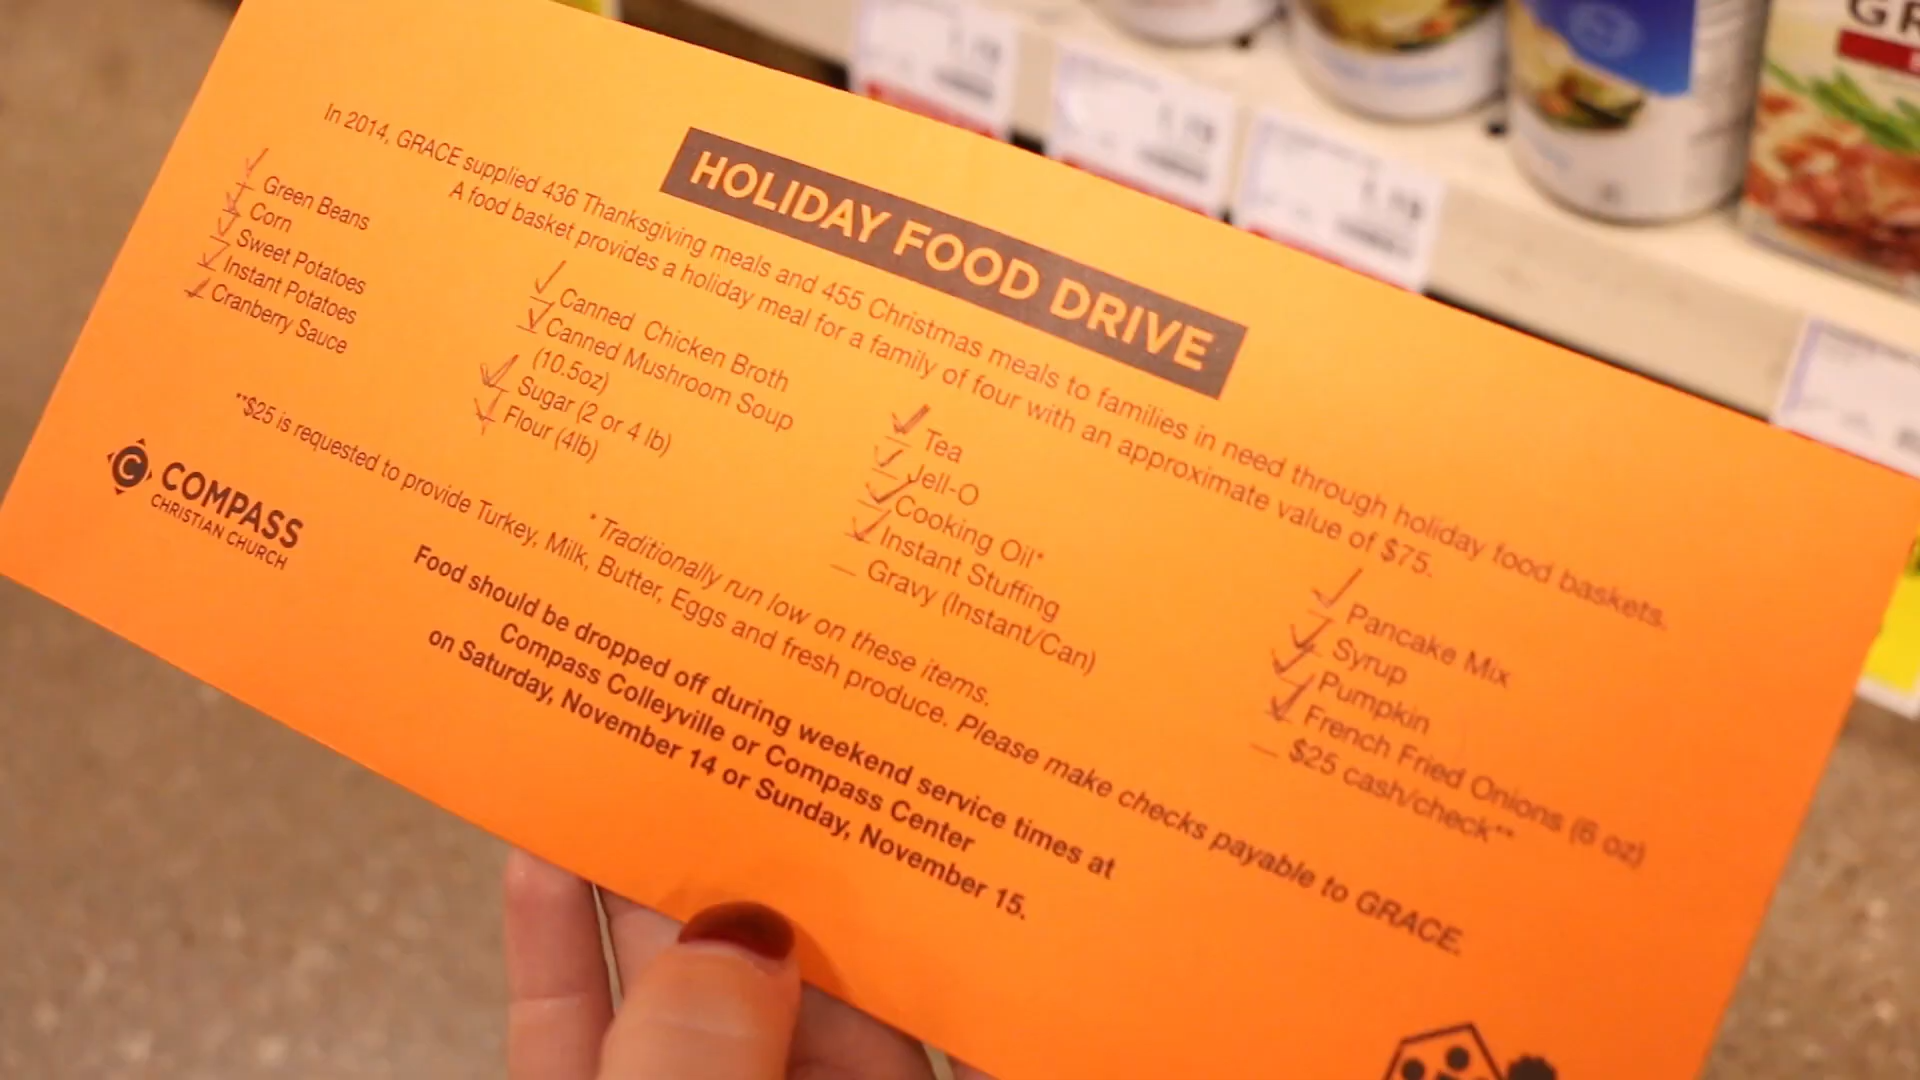 HOLIDAY FOOD DRIVE
In 2014, GRACE supplied 436 Thanksgiving meals and 455 Christmas meals to families in need through holiday food baskets.
A food basket provides a holiday meal for a family of four with an approximate value of $75.
Green Beans
Corn
Sweet Potatoes
Instant Potatoes
Cranberry Sauce
Canned Chicken Broth
Canned Mushroom Soup
(10.5oz)
Sugar (2 or 4 lb)
Flour (4lb)
Tea
Jell-O
Cooking Oil*
Instant Stuffing
Gravy (Instant/Can)
Pancake Mix
Syrup
Pumpkin
French Fried Onions (6 oz)
$25 cash/check**
* Traditionally run low on these items.
**$25 is requested to provide Turkey, Milk, Butter, Eggs and fresh produce. Please make checks payable to GRACE.
Food should be dropped off during weekend service times at
Compass Colleyville or Compass Center
on Saturday, November 14 or Sunday, November 15.
C COMPASS
CHRISTIAN CHURCH